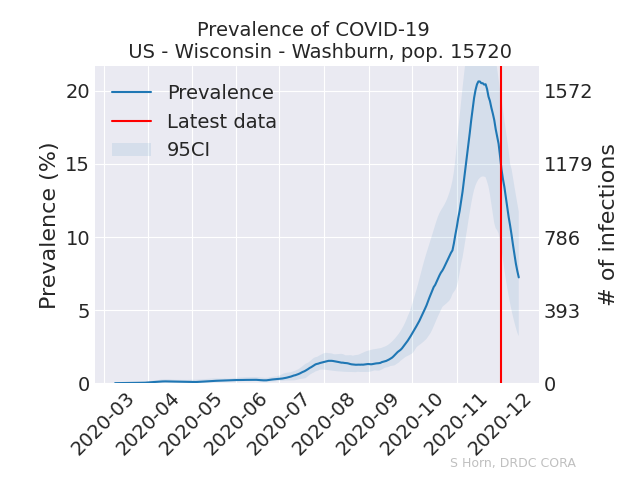 Prevalence of COVID-19
US - Wisconsin - Washburn, pop. 15720
Prevalence
Latest data
95CI
Prevalence (%)
20
15
10
5
0
1572
1179
786
393
0
# of infections
2020-03
2020-04
2020-05
2020-06
2020-07
2020-08
2020-09
2020-10
2020-11
2020-12
S Horn, DRDC CORA